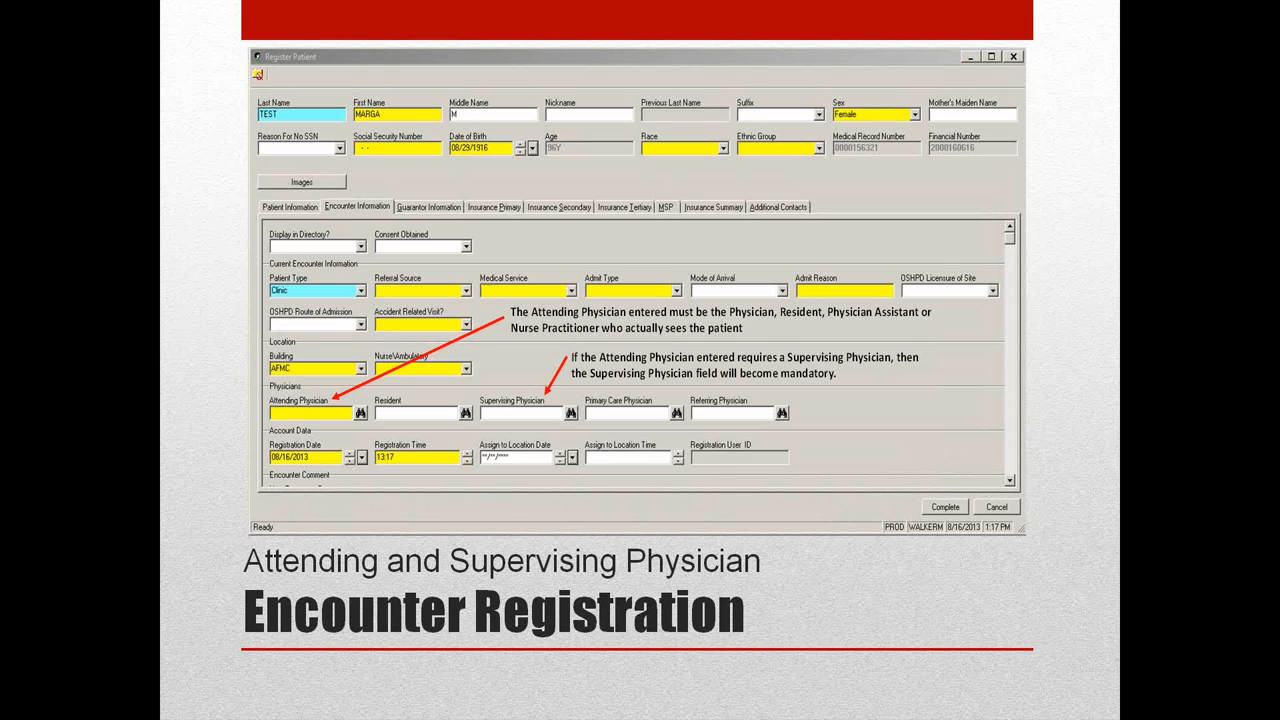 Register Patient
Last Name First Name Middle Name Nickname Previous Last Name Suffix Sex Mother's Maiden Name
TEST MARGA M Female
Reason For No SSN Social Security Number Date of Birth Age Race Ethnic Group Medical Record Number Financial Number
- - 08/29/1916 96Y 0000156321 2000160616
Images
Patient Information Encounter Information Guarantor Information Insurance Primary Insurance Secondary Insurance Tertiary MSP Insurance Summary Additional Contacts
Display in Directory? Consent Obtained
Current Encounter Information
Patient Type Referral Source Medical Service Admit Type Mode of Arrival Admit Reason OSHPD Licensure of Site
Clinic
OSHPD Route of Admission Accident Related Visit?
The Attending Physician entered must be the Physician, Resident, Physician Assistant or
Nurse Practitioner who actually sees the patient
Location
Building Nurse\Ambulatory
AFMC
If the Attending Physician entered requires a Supervising Physician, then
the Supervising Physician field will become mandatory.
Physicians
Attending Physician Resident Supervising Physician Primary Care Physician Referring Physician
Account Data
Registration Date Registration Time Assign to Location Date Assign to Location Time Registration User ID
08/16/2013 13:17 **/**/****
Encounter Comment
Complete Cancel
Ready PROD WALKERM 8/16/2013 1:17 PM
Attending and Supervising Physician
Encounter Registration